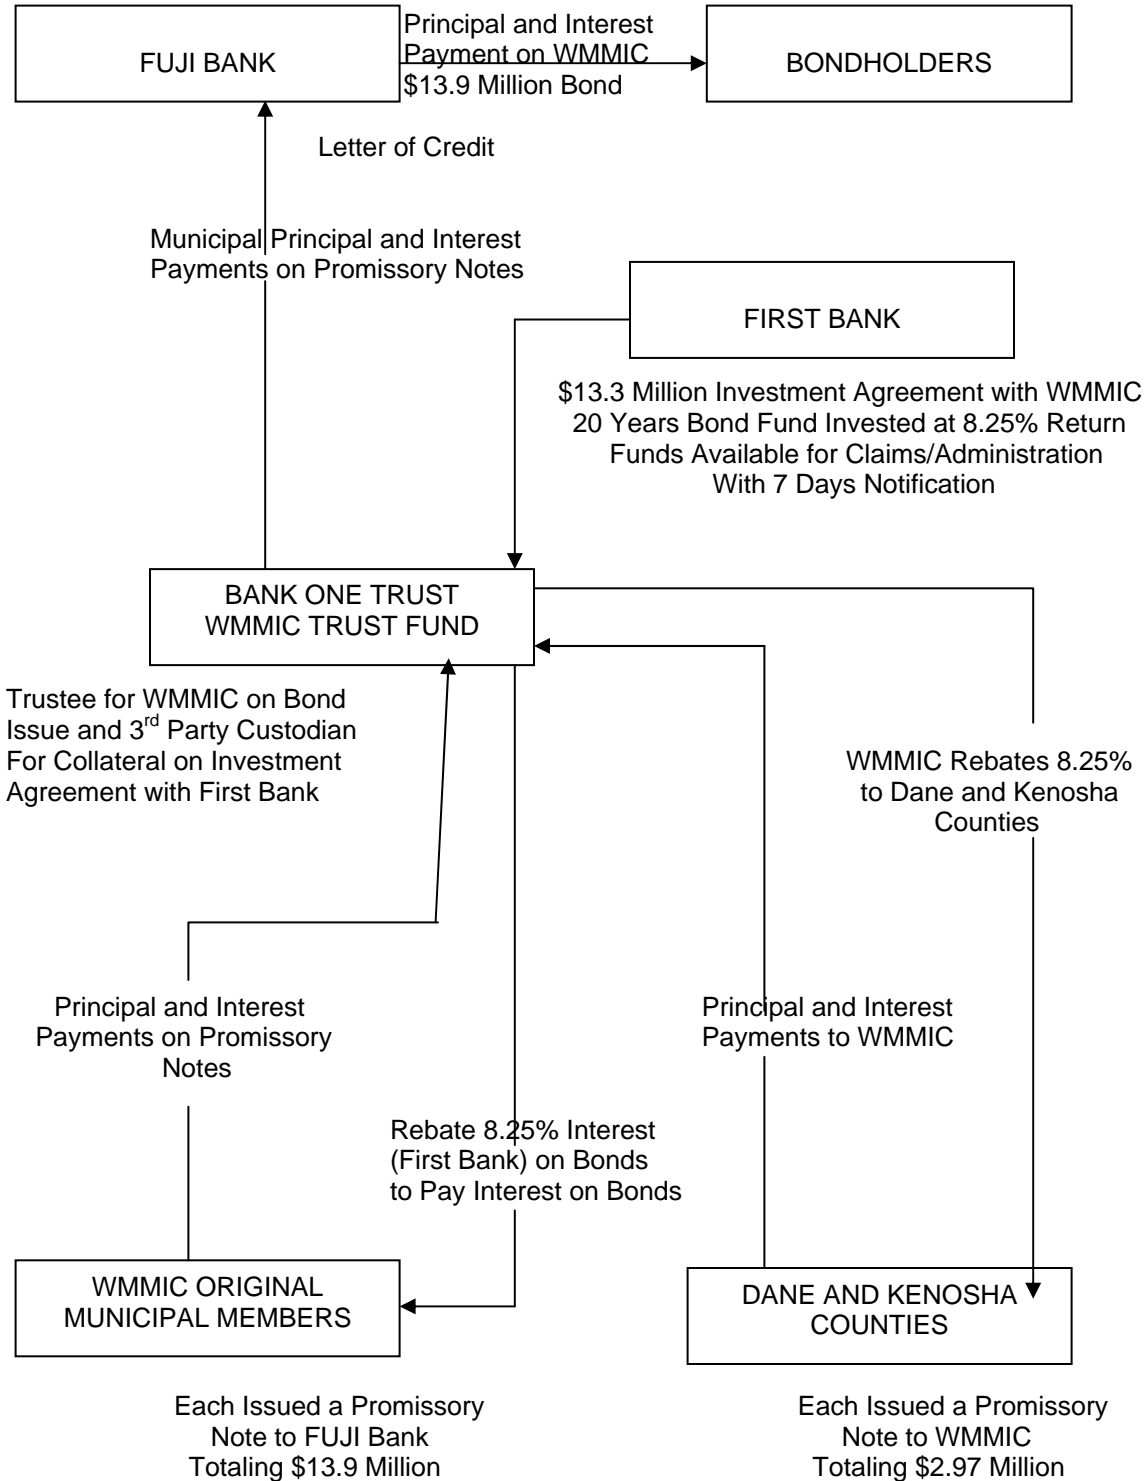 FUJI BANK
Principal and Interest
Payment on WMMIC
$13.9 Million Bond
BONDHOLDERS
Letter of Credit
Municipal Principal and Interest
Payments on Promissory Notes
FIRST BANK
$13.3 Million Investment Agreement with WMMIC
20 Years Bond Fund Invested at 8.25% Return
Funds Available for Claims/Administration
With 7 Days Notification
BANK ONE TRUST
WMMIC TRUST FUND
Trustee for WMMIC on Bond
Issue and 3rd Party Custodian
For Collateral on Investment
Agreement with First Bank
WMMIC Rebates 8.25%
to Dane and Kenosha
Counties
Principal and Interest
Payments on Promissory
Notes
Principal and Interest
Payments to WMMIC
Rebate 8.25% Interest
(First Bank) on Bonds
to Pay Interest on Bonds
WMMIC ORIGINAL
MUNICIPAL MEMBERS
DANE AND KENOSHA
COUNTIES
Each Issued a Promissory
Note to FUJI Bank
Totaling $13.9 Million
Each Issued a Promissory
Note to WMMIC
Totaling $2.97 Million